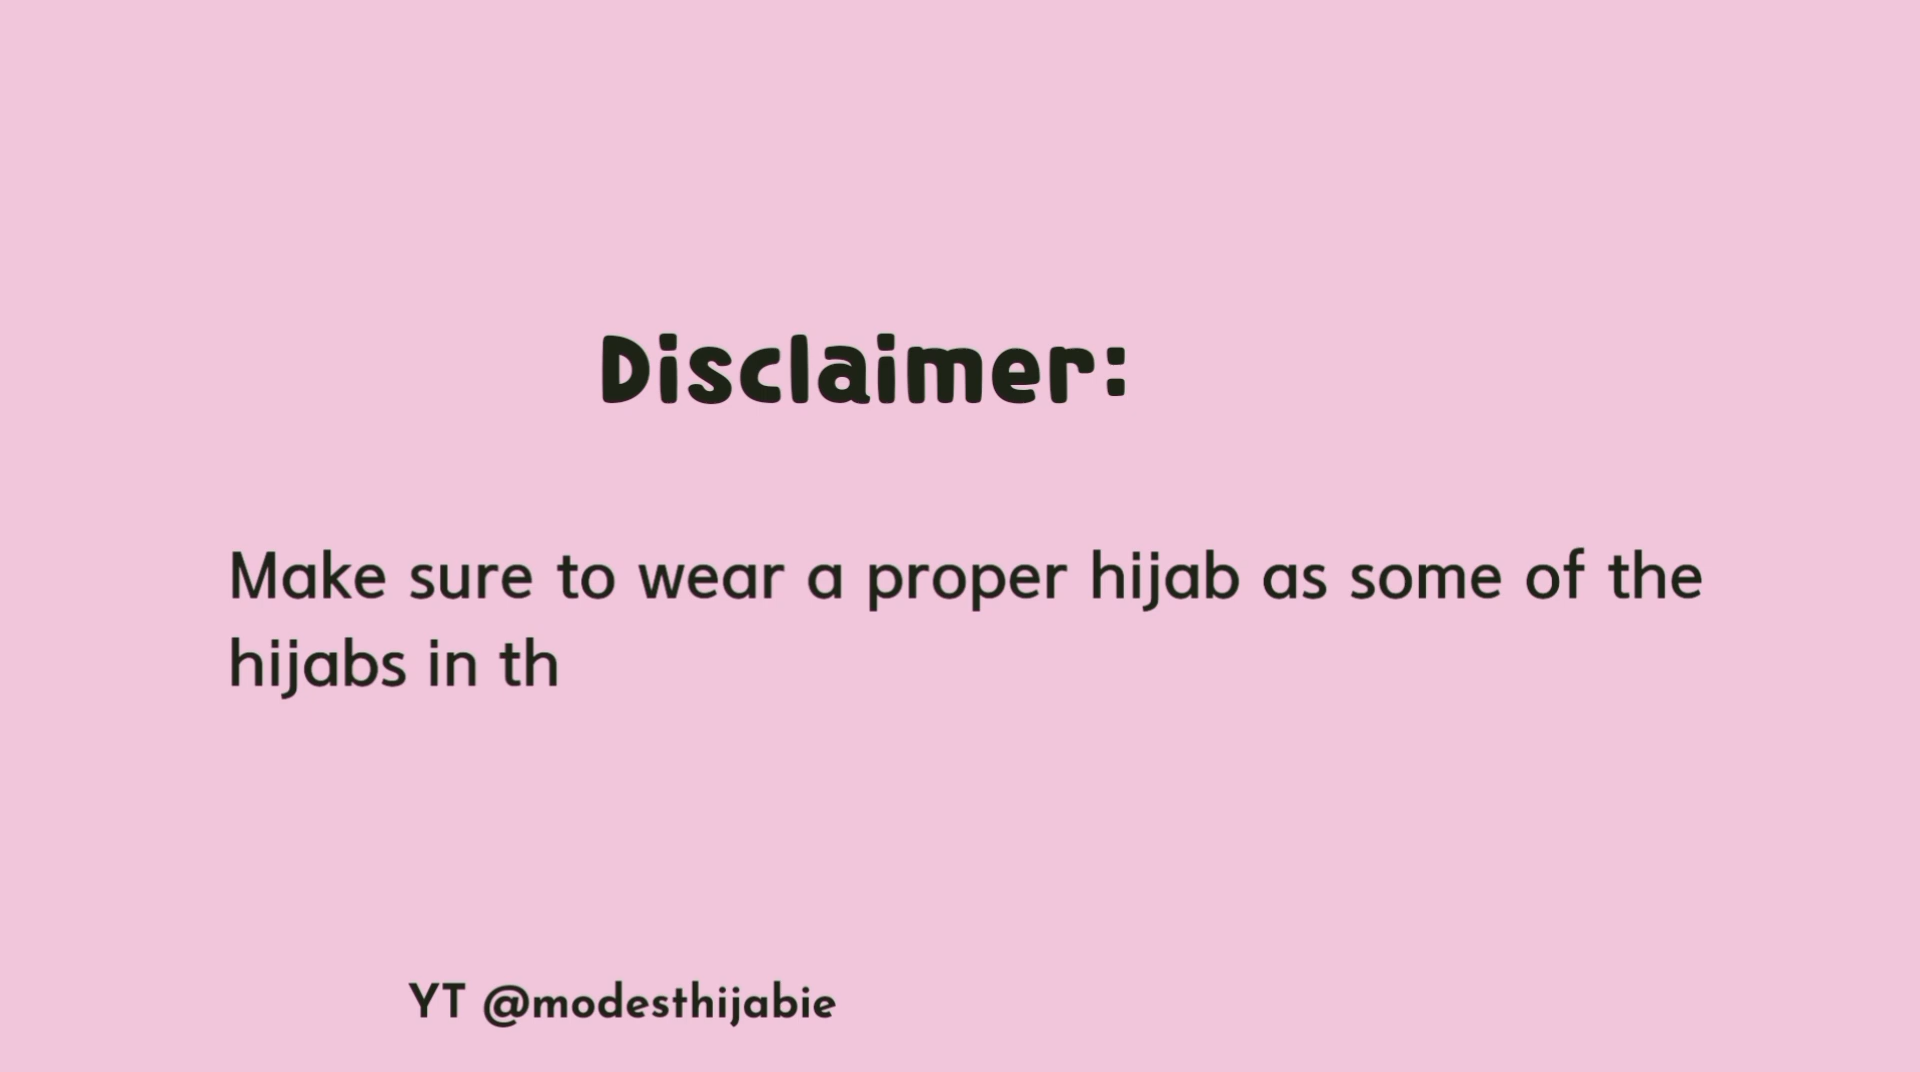 Disclaimer:
Make sure to wear a proper hijab as some of the
hijabs in th
YT @modesthijabie